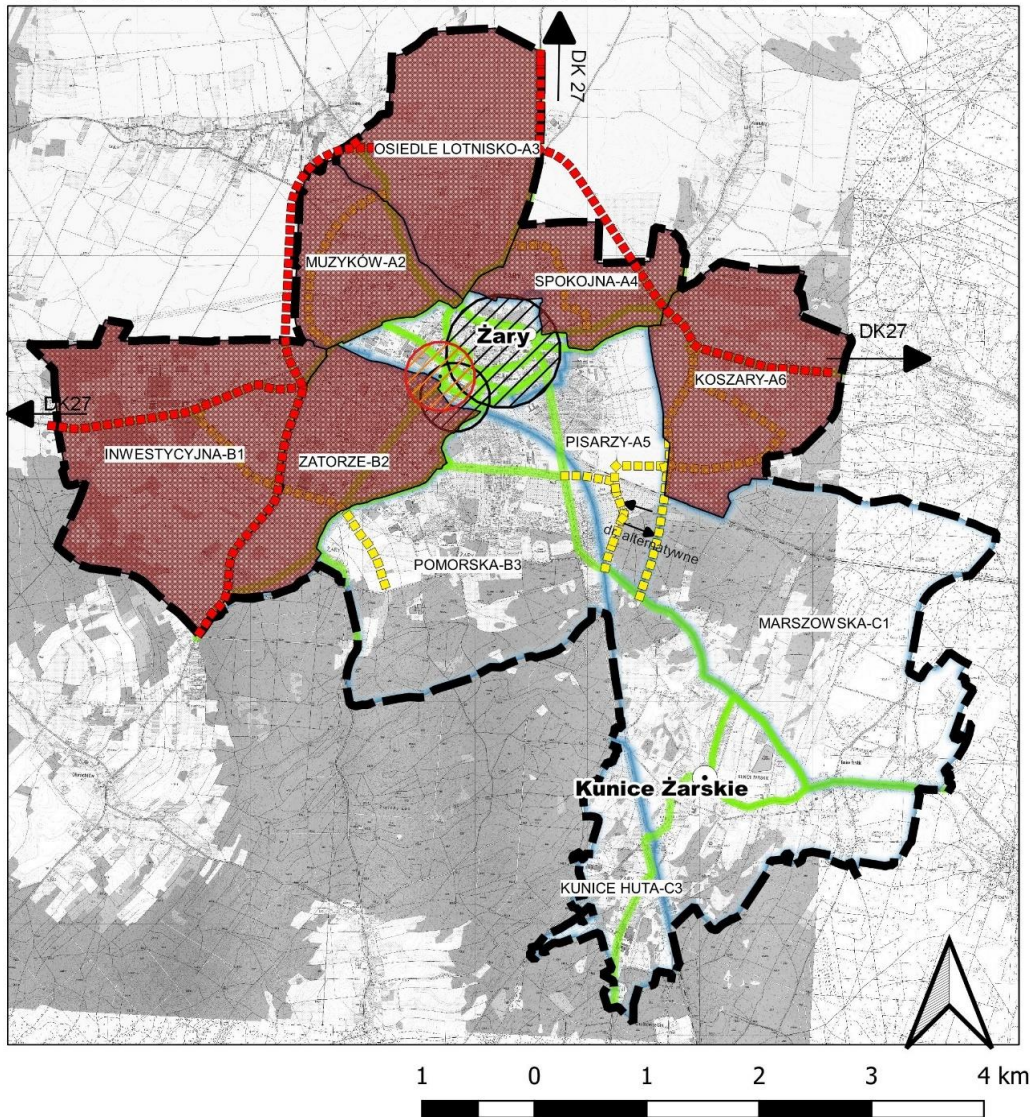 DK 27
OSIEDLE LOTNISKO-A3
MUZYKÓW-A2
SPOKOJNA-A4
Żary
DK27
KOSZARY-A6
DK27
PISARZY-A5
INWESTYCYJNA-B1
ZATORZE-B2
dr. alternatywne
POMORSKA-B3
MARSZOWSKA-C1
Kunice Żarskie
KUNICE HUTA-C3
1 0 1 2 3 4 km